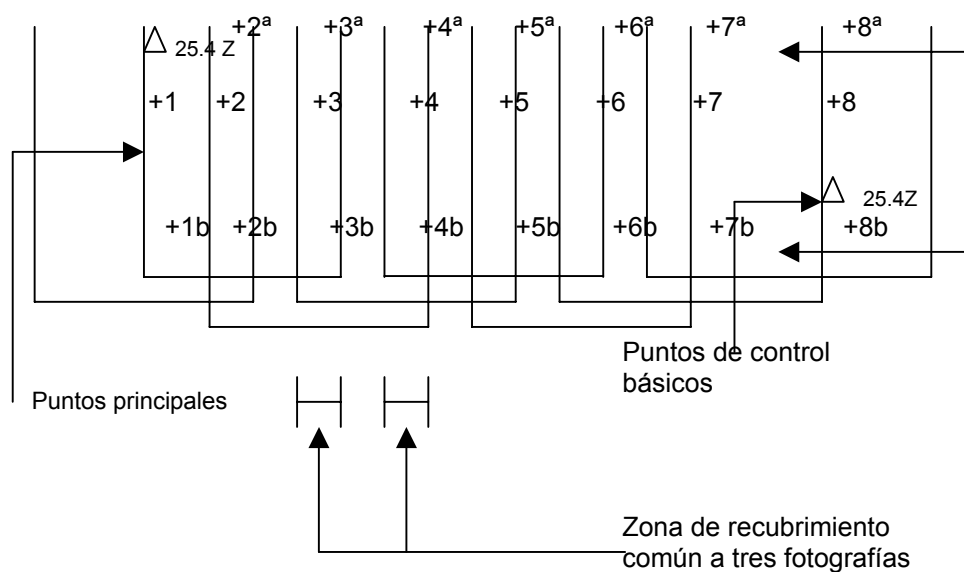 +2ª +3ª +4ª +5ª +6ª +7ª +8ª
25.4 Z
+1 +2 +3 +4 +5 +6 +7 +8
25.4Z
+1b +2b +3b +4b +5b +6b +7b +8b
Puntos de control
básicos
Puntos principales
Zona de recubrimiento
común a tres fotografías